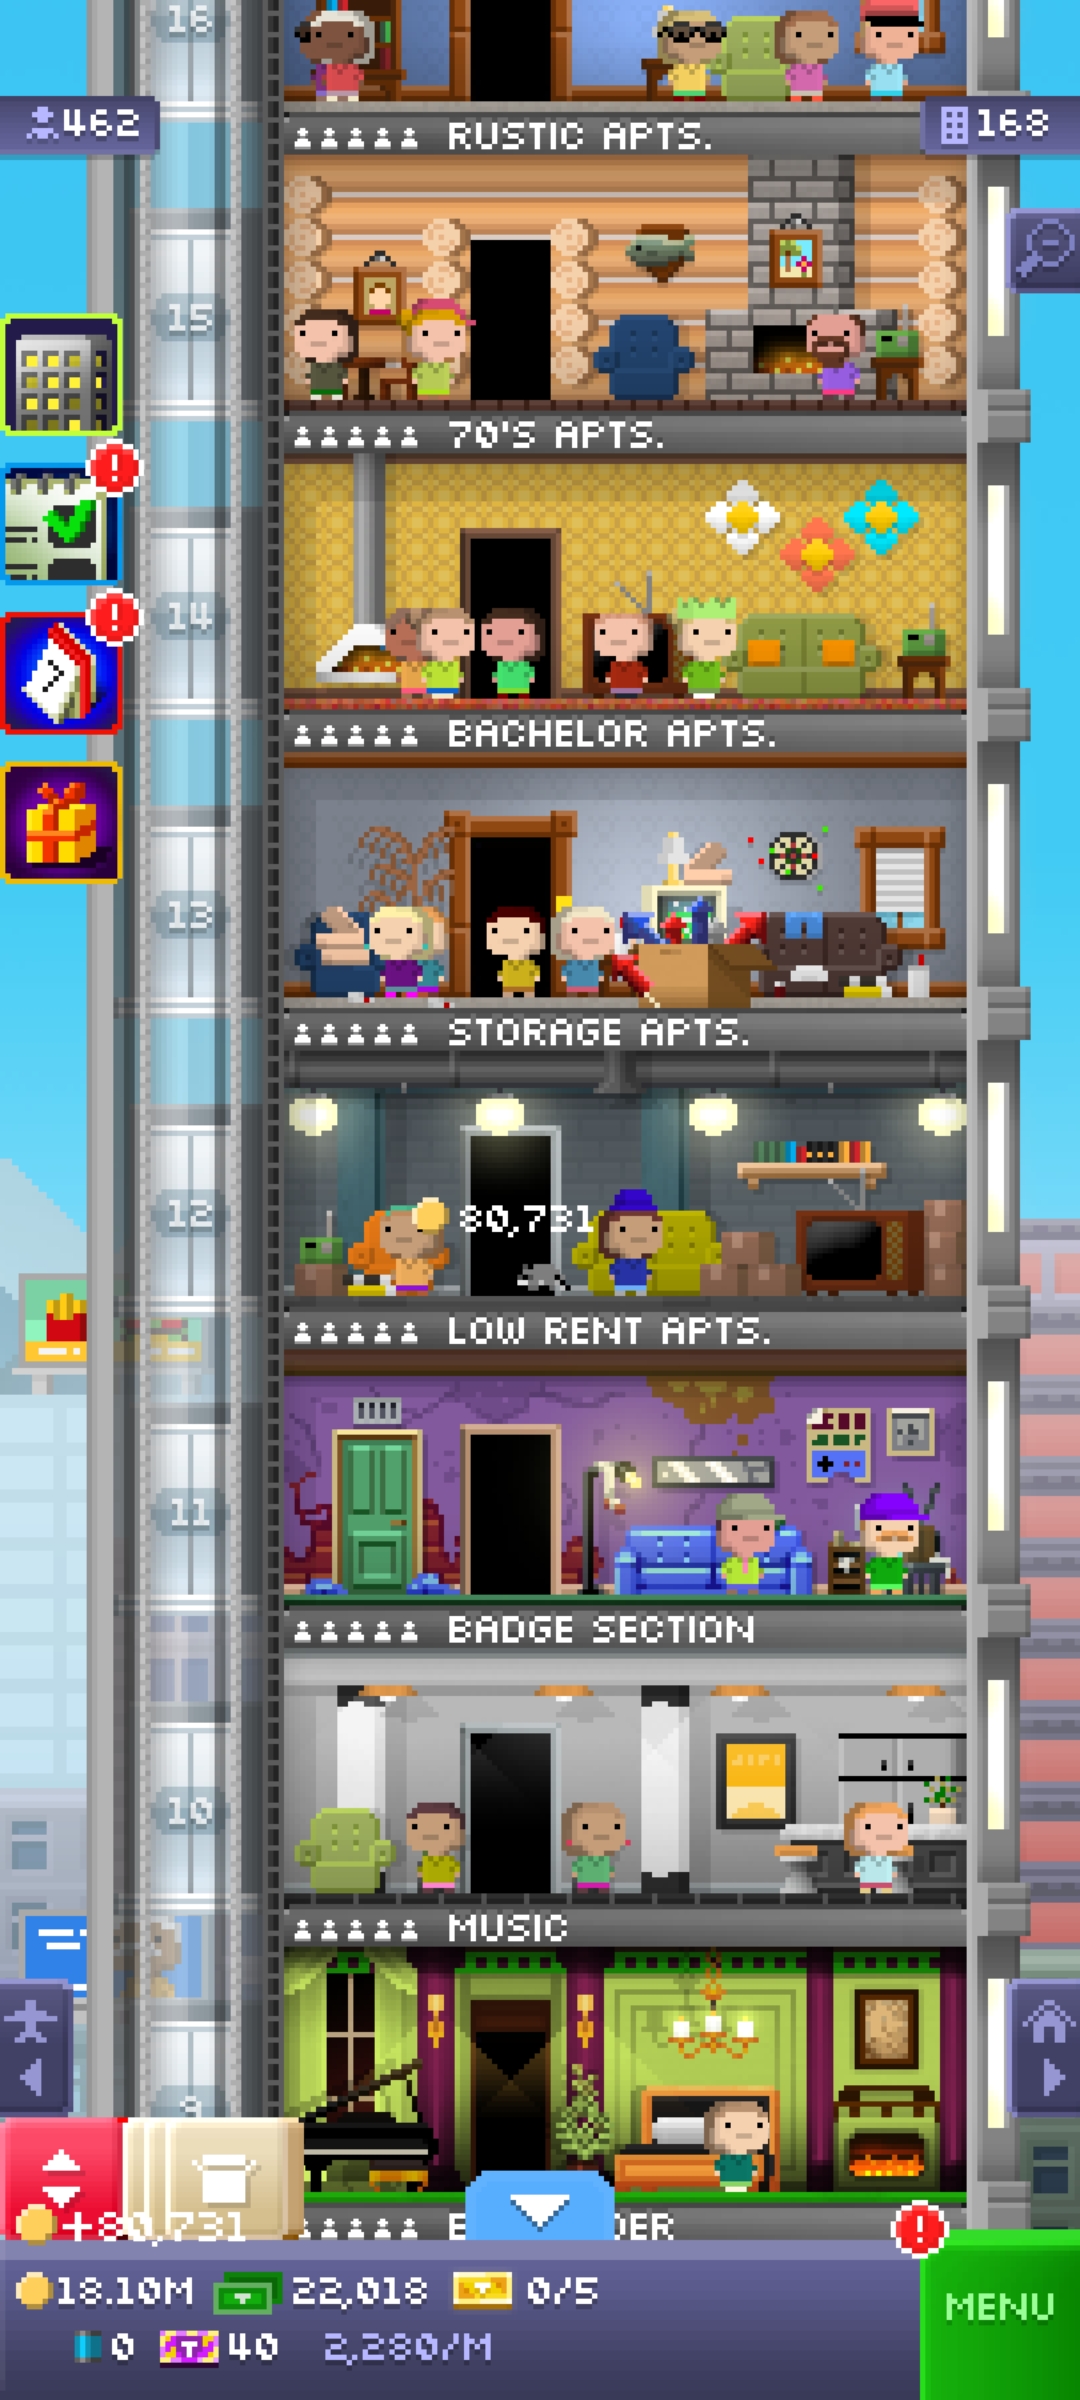 16
462
168
RUSTIC APTS.
15
70'S APTS.
14
BACHELOR APTS.
13
STORAGE APTS.
12
80,731
LOW RENT APTS.
11
BADGE SECTION
10
MUSIC
9
+80,731
DER
18.10M 22,018 0/5
0 40 2,280/M
MENU